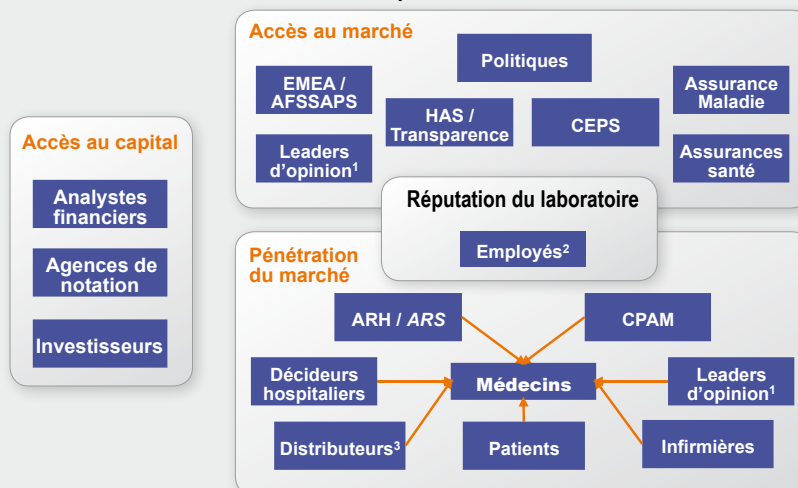 Accès au marché
Politiques
EMEA /
AFSSAPS
HAS /
Transparence
CEPS
Assurance
Maladie
Leaders
d'opinion¹
Assurances
santé
Accès au capital
Analystes
financiers
Agences de
notation
Investisseurs
Réputation du laboratoire
Employés²
Pénétration
du marché
ARH / ARS
CPAM
Décideurs
hospitaliers
Médecins
Leaders
d'opinion¹
Distributeurs³
Patients
Infirmières